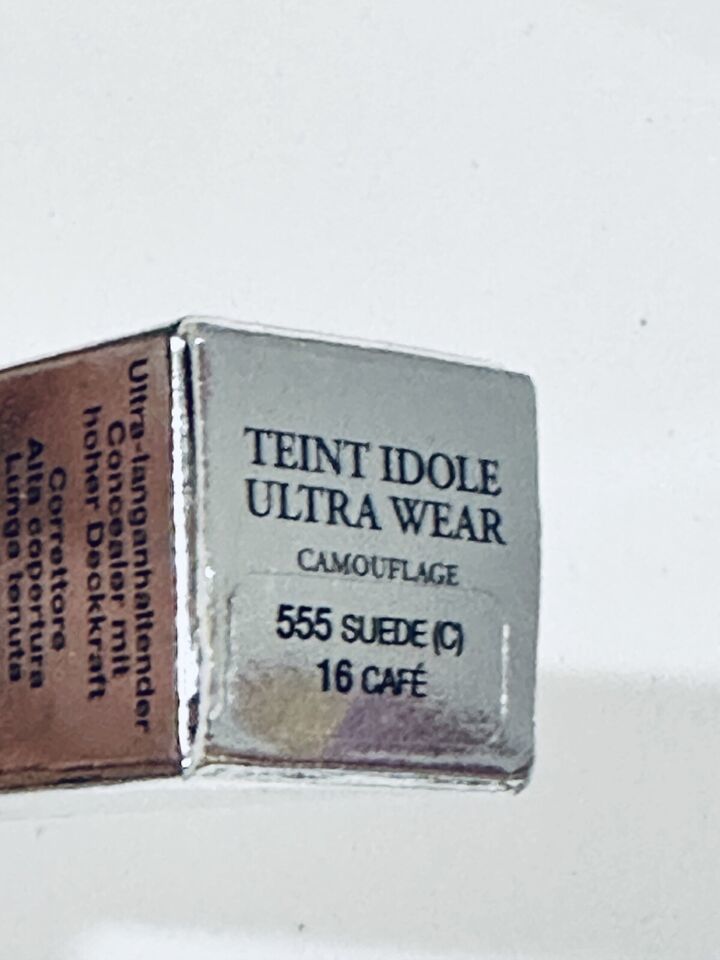 TEINT IDOLE
ULTRA WEAR
CAMOUFLAGE
555 SUEDE (C)
16 CAFÉ
Ultra-langanhaltender
Concealer mit
hoher Deckkraft
Correttore
Alta copertura
Lunga tenuta